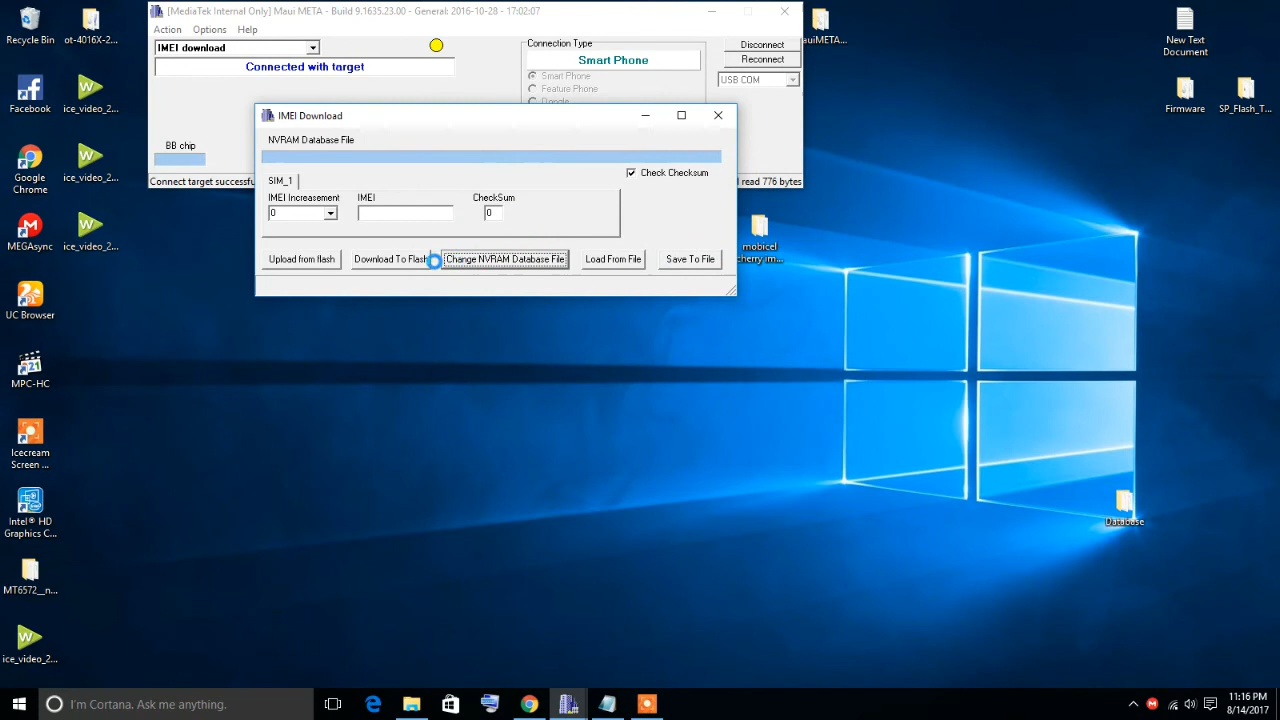 [MediaTek Internal Only] Maui META - Build 9.1635.23.00 - General: 2016-10-28 - 17:02:07
Action Options Help
IMEI download
Connected with target
BB chip
Connect target successfu
Connection Type
Smart Phone
Smart Phone
Feature Phone
Disconnect
Reconnect
USB COM
read 776 bytes
IMEI Download
NVRAM Database File
Check Checksum
SIM_1
IMEI Increasement IMEI CheckSum
0 0
Upload from flash Download To Flash Change NVRAM Database File Load From File Save To File
Recycle Bin
ot-4016X-2...
Facebook
ice_video_2...
Google
Chrome
ice_video_2...
MEGAsync
ice_video_2...
UC Browser
MPC-HC
Icecream
Screen ...
Intel® HD
Graphics C...
MT6572__n...
ice_video_2...
auiMETA...
New Text
Document
Firmware
SP_Flash_T...
mobicel
cherry im...
Database
I'm Cortana. Ask me anything.
11:16 PM
8/14/2017